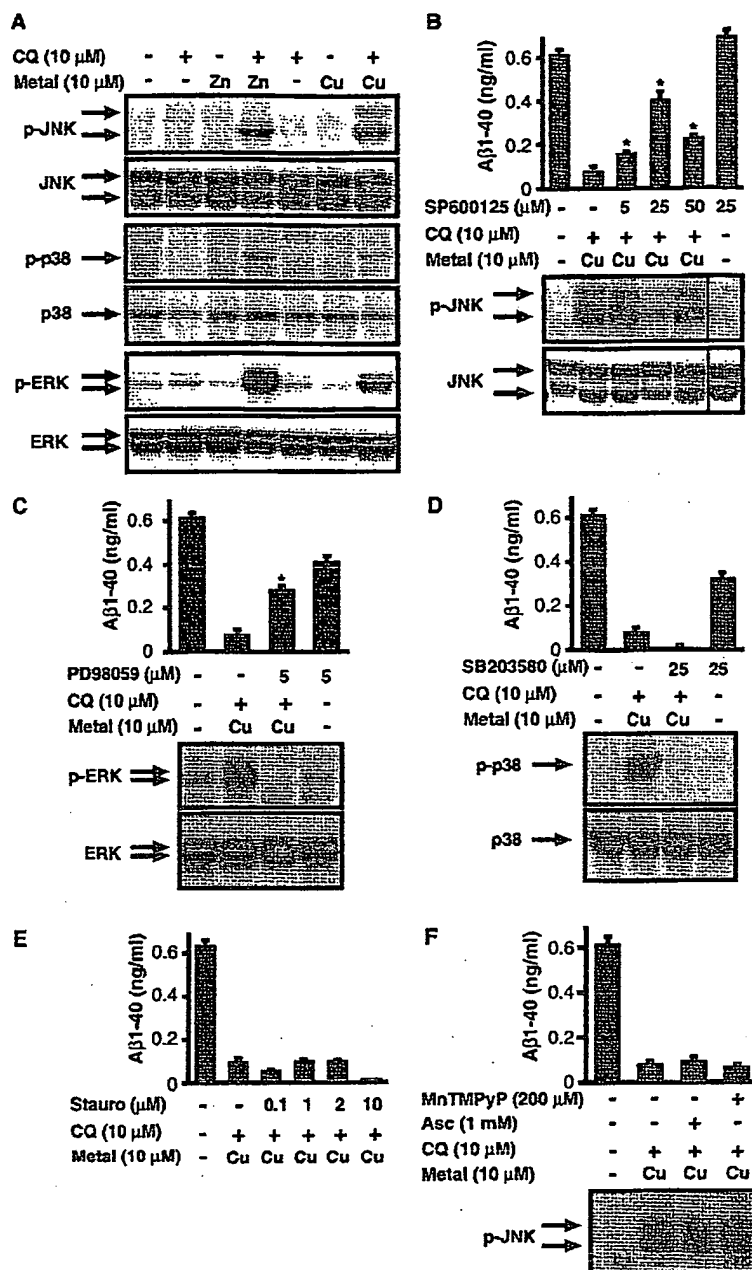 A
CQ (10 μM) - + - + + - +
Metal (10 μM) - - Zn Zn - Cu Cu
p-JNK
JNK
p-p38
p38
p-ERK
ERK
B
Aβ1-40 (ng/ml)
0.6
0.4
0.2
0
* * *
SP600125 (μM) - - 5 25 50 25
CQ (10 μM) - + + + + -
Metal (10 μM) - Cu Cu Cu Cu -
p-JNK
JNK
C
Aβ1-40 (ng/ml)
0.6
0.4
0.2
0
*
PD98059 (μM) - - 5 5
CQ (10 μM) - + + -
Metal (10 μM) - Cu Cu -
p-ERK
ERK
D
Aβ1-40 (ng/ml)
0.6
0.4
0.2
0
SB203580 (μM) - - 25 25
CQ (10 μM) - + + -
Metal (10 μM) - Cu Cu -
p-p38
p38
E
Aβ1-40 (ng/ml)
0.6
0.4
0.2
0
Stauro (μM) - - 0.1 1 2 10
CQ (10 μM) - + + + + +
Metal (10 μM) - Cu Cu Cu Cu Cu
F
Aβ1-40 (ng/ml)
0.6
0.4
0.2
0
MnTMPyP (200 μM) - - - +
Asc (1 mM) - - + -
CQ (10 μM) - + + +
Metal (10 μM) - Cu Cu Cu
p-JNK